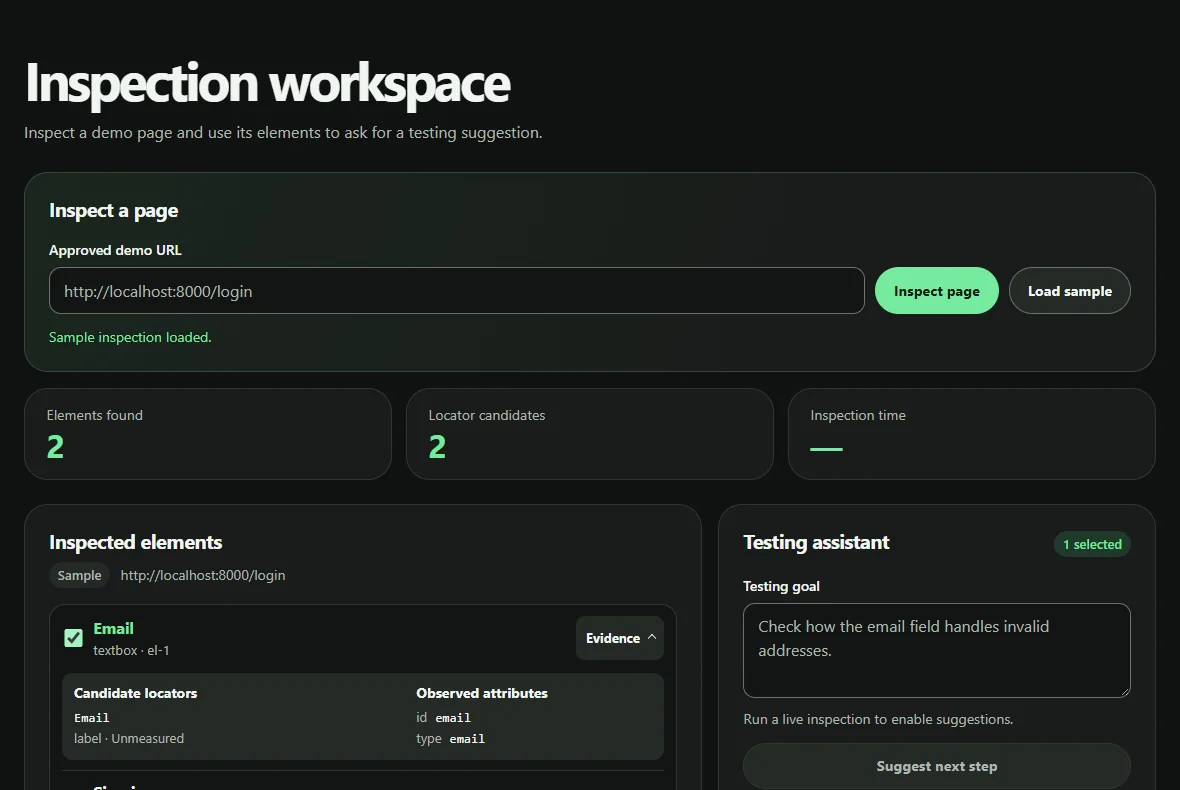 Inspection workspace
Inspect a demo page and use its elements to ask for a testing suggestion.
Inspect a page
Approved demo URL
http://localhost:8000/login
Inspect page
Load sample
Sample inspection loaded.
Elements found
2
Locator candidates
2
Inspection time
—
Inspected elements
Sample http://localhost:8000/login
Email
textbox · el-1
Evidence
Candidate locators
Email
label · Unmeasured
Observed attributes
id email
type email
Testing assistant
1 selected
Testing goal
Check how the email field handles invalid
addresses.
Run a live inspection to enable suggestions.
Suggest next step